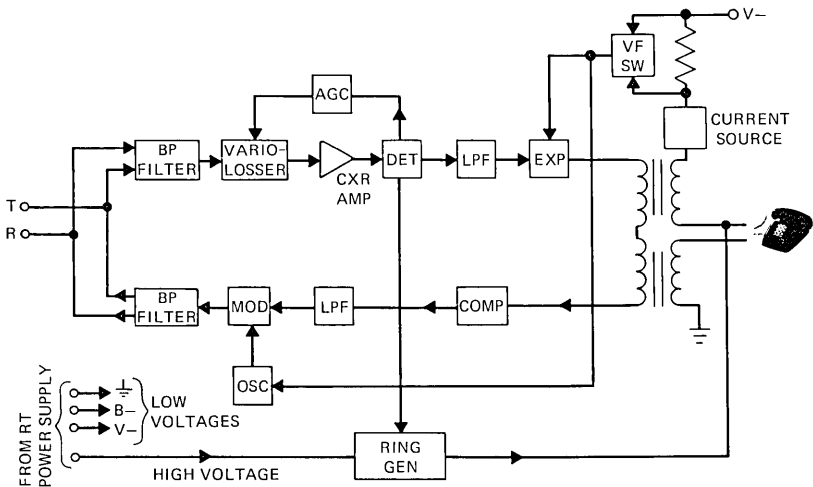 V–
VF
SW
AGC
CURRENT
SOURCE
BP
FILTER
VARIO-
LOSSER
CXR
AMP
DET
LPF
EXP
T
R
BP
FILTER
MOD
LPF
COMP
OSC
FROM RT
POWER SUPPLY
B–
V–
LOW
VOLTAGES
HIGH VOLTAGE
RING
GEN